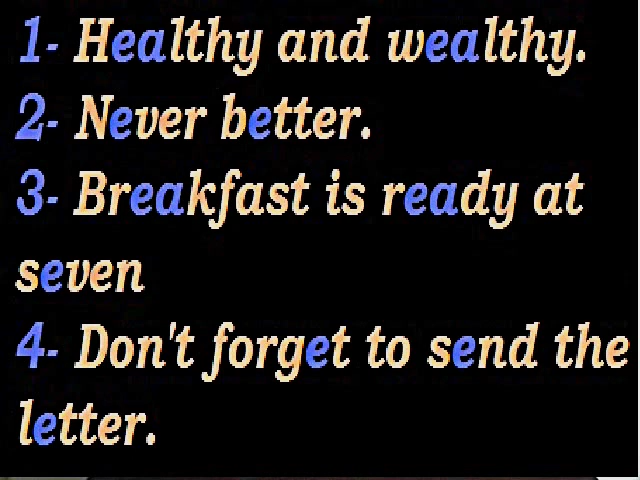 1- Healthy and wealthy.
2- Never better.
3- Breakfast is ready at
seven
4- Don't forget to send the
letter.